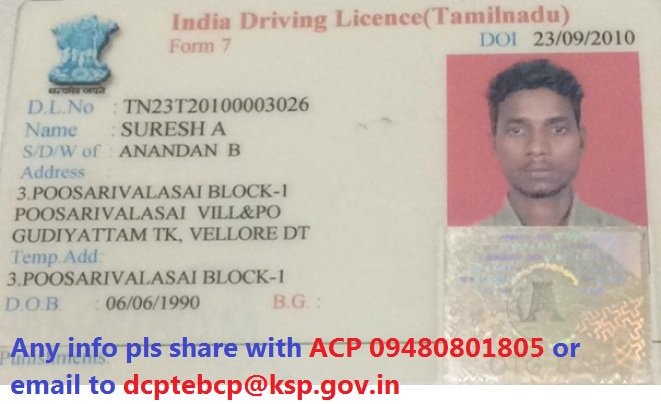 India Driving Licence(Tamilnadu)
Form 7
DOI 23/09/2010
सत्यमेव जयते
D.L.No : TN23T20100003026
Name : SURESH A
S/D/W of : ANANDAN B
Address :
3.POOSARIVALASAI BLOCK-1
POOSARIVALASAI VILL&PO
GUDIYATTAM TK, VELLORE DT
Temp.Add:
3.POOSARIVALASAI BLOCK-1
D.O.B : 06/06/1990 B.G. :
Any info pls share with ACP 09480801805 or
email to dcptebcp@ksp.gov.in